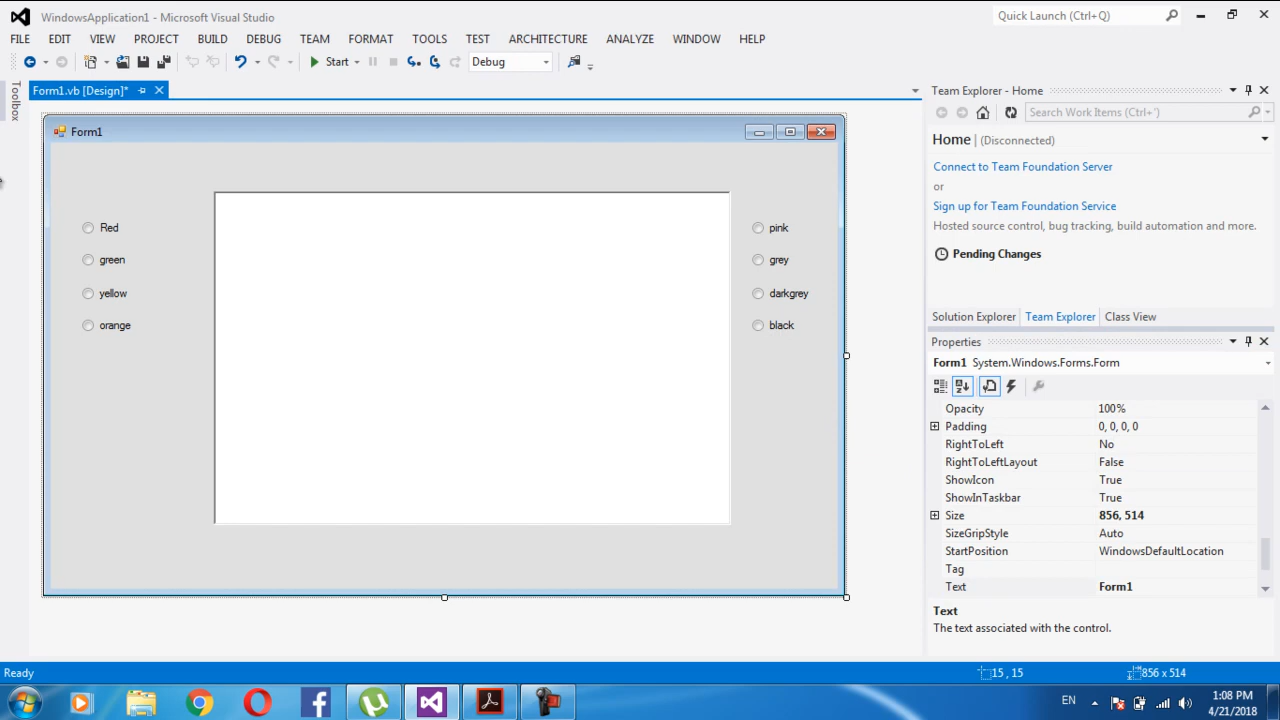 WindowsApplication1 - Microsoft Visual Studio
Quick Launch (Ctrl+Q)
FILE EDIT VIEW PROJECT BUILD DEBUG TEAM FORMAT TOOLS TEST ARCHITECTURE ANALYZE WINDOW HELP
Start Debug
Toolbox
Form1.vb [Design]*
Form1
Red
green
yellow
orange
pink
grey
darkgrey
black
Team Explorer - Home
Search Work Items (Ctrl+')
Home | (Disconnected)
Connect to Team Foundation Server
or
Sign up for Team Foundation Service
Hosted source control, bug tracking, build automation and more.
Pending Changes
Solution Explorer Team Explorer Class View
Properties
Form1 System.Windows.Forms.Form
Opacity 100%
Padding 0, 0, 0, 0
RightToLeft No
RightToLeftLayout False
ShowIcon True
ShowInTaskbar True
Size 856, 514
SizeGripStyle Auto
StartPosition WindowsDefaultLocation
Tag
Text Form1
Text
The text associated with the control.
Ready 15 , 15 856 x 514
EN 1:08 PM
4/21/2018